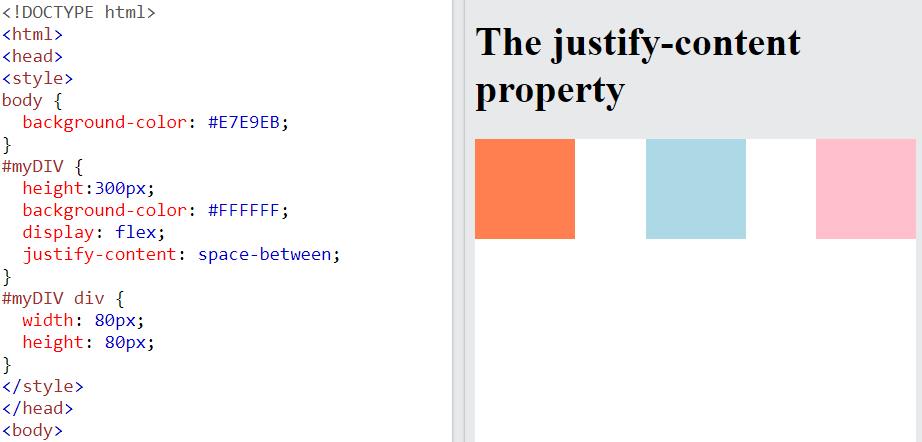 <!DOCTYPE html>
<html>
<head>
<style>
body {
  background-color: #E7E9EB;
}
#myDIV {
  height:300px;
  background-color: #FFFFFF;
  display: flex;
  justify-content: space-between;
}
#myDIV div {
  width: 80px;
  height: 80px;
}
</style>
</head>
<body>
The justify-content
property